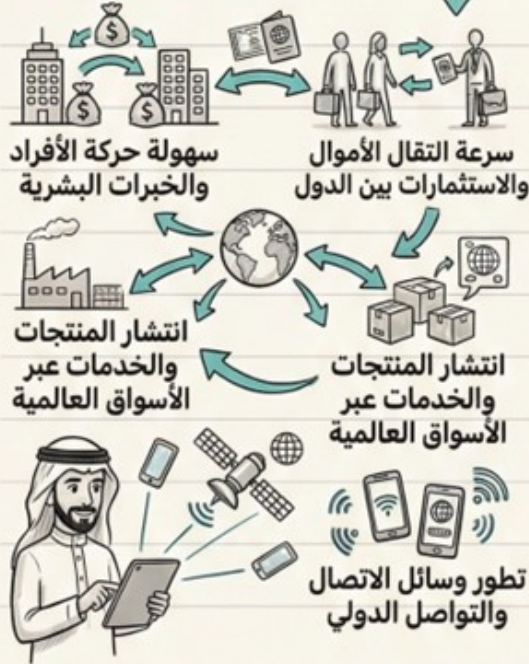 سرعة التقال الأموال
والاستثمارات بين الدول
سهولة حركة الأفراد
والخبرات البشرية
انتشار المنتجات
والخدمات عبر
الأسواق العالمية
انتشار المنتجات
والخدمات عبر
الأسواق العالمية
تطور وسائل الاتصال
والتواصل الدولي